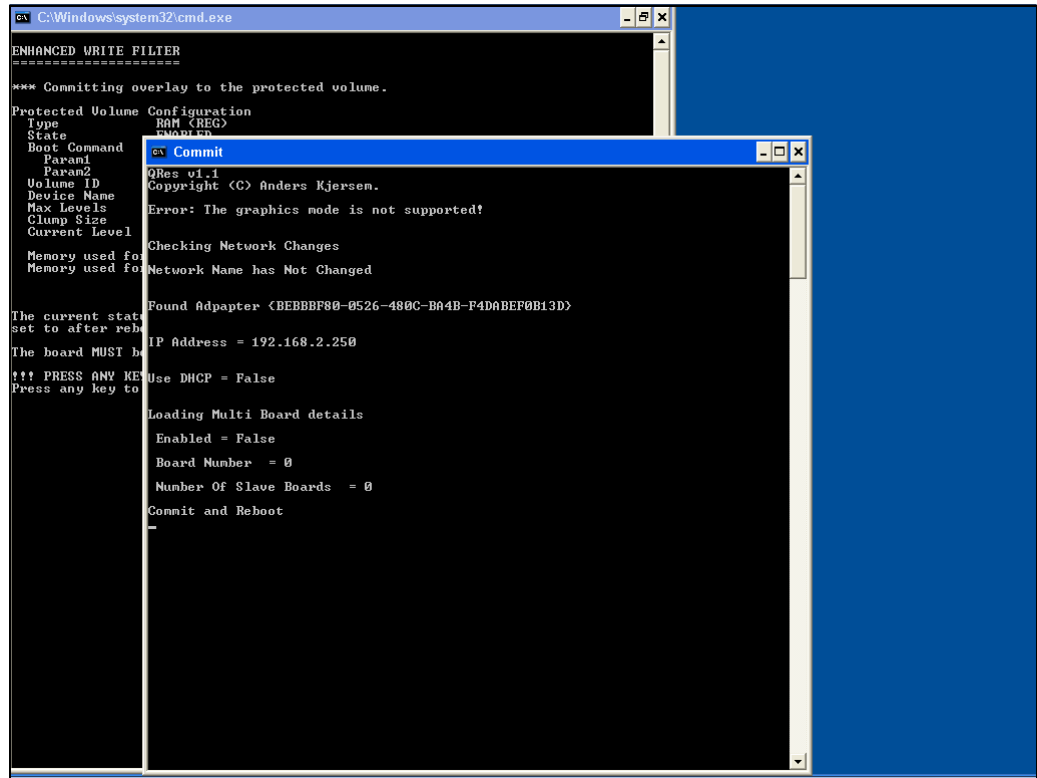 C:\Windows\system32\cmd.exe
ENHANCED WRITE FILTER
=====================
*** Committing overlay to the protected volume.
Protected Volume Configuration
Type RAM (REG)
State ENABLED
Boot Command
Param1
Param2
Volume ID
Device Name
Max Levels
Clump Size
Current Level
Memory used
Memory used
The current
set to after
The board MUST
!!! PRESS ANY
Press any key to
Commit
QRes v1.1
Copyright (C) Anders Kjersem.
Error: The graphics mode is not supported!
Checking Network Changes
Network Name has Not Changed
Found Adpapter {BEBBBF80-0526-480C-BA4B-F4DABEF0B13D}
IP Address = 192.168.2.250
Use DHCP = False
Loading Multi Board details
Enabled = False
Board Number = 0
Number Of Slave Boards = 0
Commit and Reboot